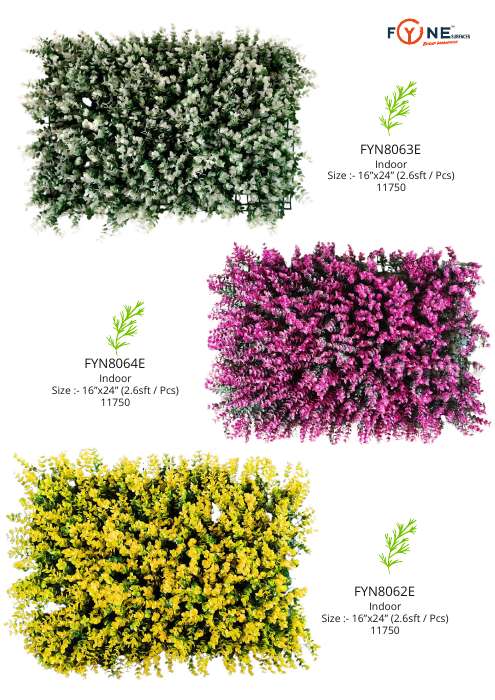 FYNE SURFACES
FYN8063E
Indoor
Size :- 16”x24” (2.6sft / Pcs)
11750
FYN8064E
Indoor
Size :- 16”x24” (2.6sft / Pcs)
11750
FYN8062E
Indoor
Size :- 16”x24” (2.6sft / Pcs)
11750